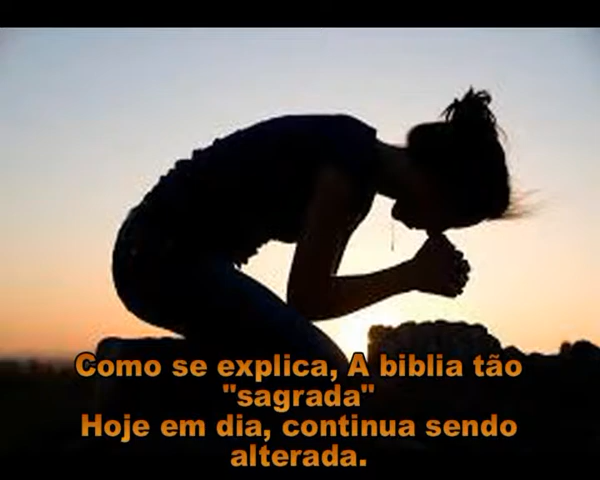 Como se explica, A biblia tão
"sagrada"
Hoje em dia, continua sendo
alterada.